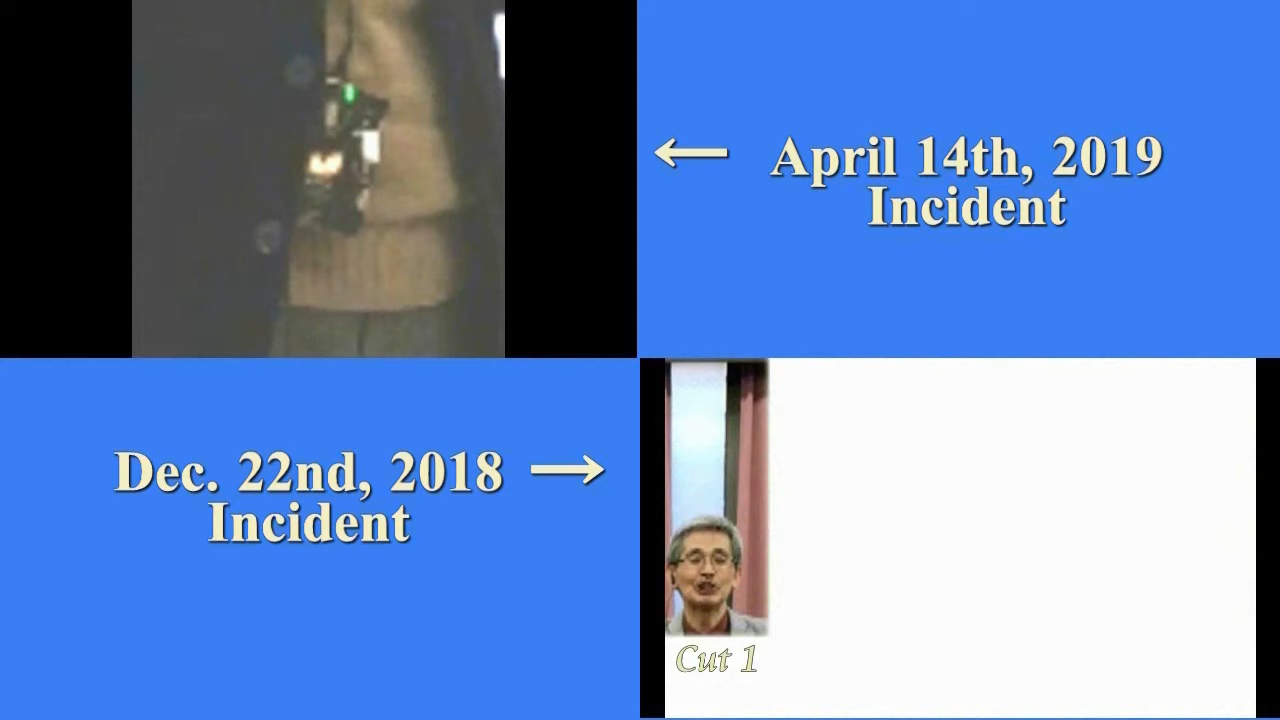 ← April 14th, 2019
Incident
Dec. 22nd, 2018 →
Incident
Cut 1